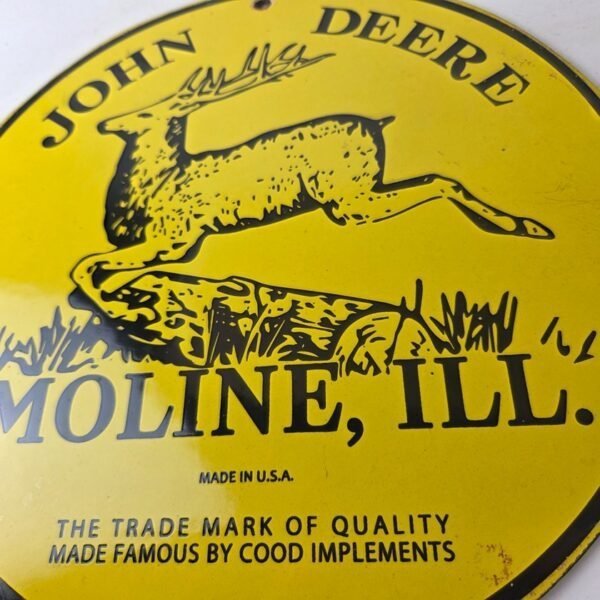 JOHN DEERE
MOLINE, ILL.
MADE IN U.S.A.
THE TRADE MARK OF QUALITY
MADE FAMOUS BY COOD IMPLEMENTS